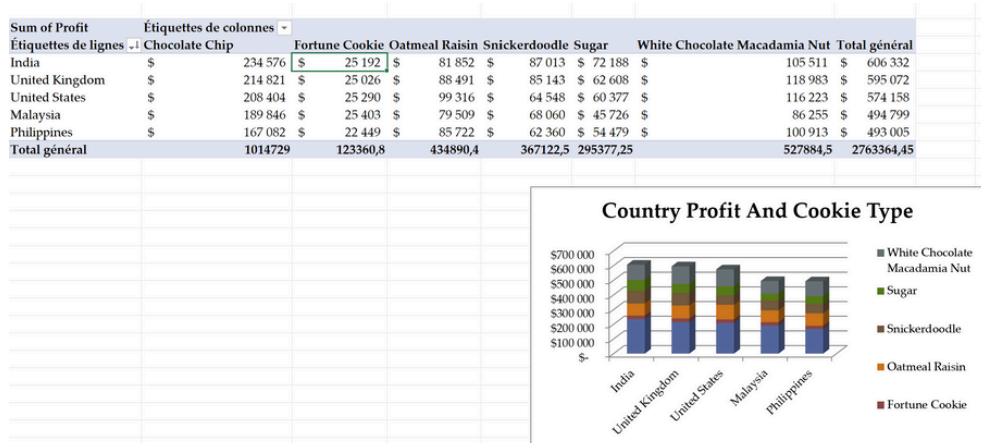 Sum of Profit Étiquettes de colonnes
Étiquettes de lignes Chocolate Chip Fortune Cookie Oatmeal Raisin Snickerdoodle Sugar White Chocolate Macadamia Nut Total général
India $ 234 576 $ 25 192 $ 81 852 $ 87 013 $ 72 188 $ 105 511 $ 606 332
United Kingdom $ 214 821 $ 25 026 $ 88 491 $ 85 143 $ 62 608 $ 118 983 $ 595 072
United States $ 208 404 $ 25 290 $ 99 316 $ 64 548 $ 60 377 $ 116 223 $ 574 158
Malaysia $ 189 846 $ 25 403 $ 79 509 $ 68 060 $ 45 726 $ 86 255 $ 494 799
Philippines $ 167 082 $ 22 449 $ 85 722 $ 62 360 $ 54 479 $ 100 913 $ 493 005
Total général 1014729 123360,8 434890,4 367122,5 295377,25 527884,5 2763364,45
Country Profit And Cookie Type
$700 000
$600 000
$500 000
$400 000
$300 000
$200 000
$100 000
$-
India
United Kingdom
United States
Malaysia
Philippines
White Chocolate
Macadamia Nut
Sugar
Snickerdoodle
Oatmeal Raisin
Fortune Cookie